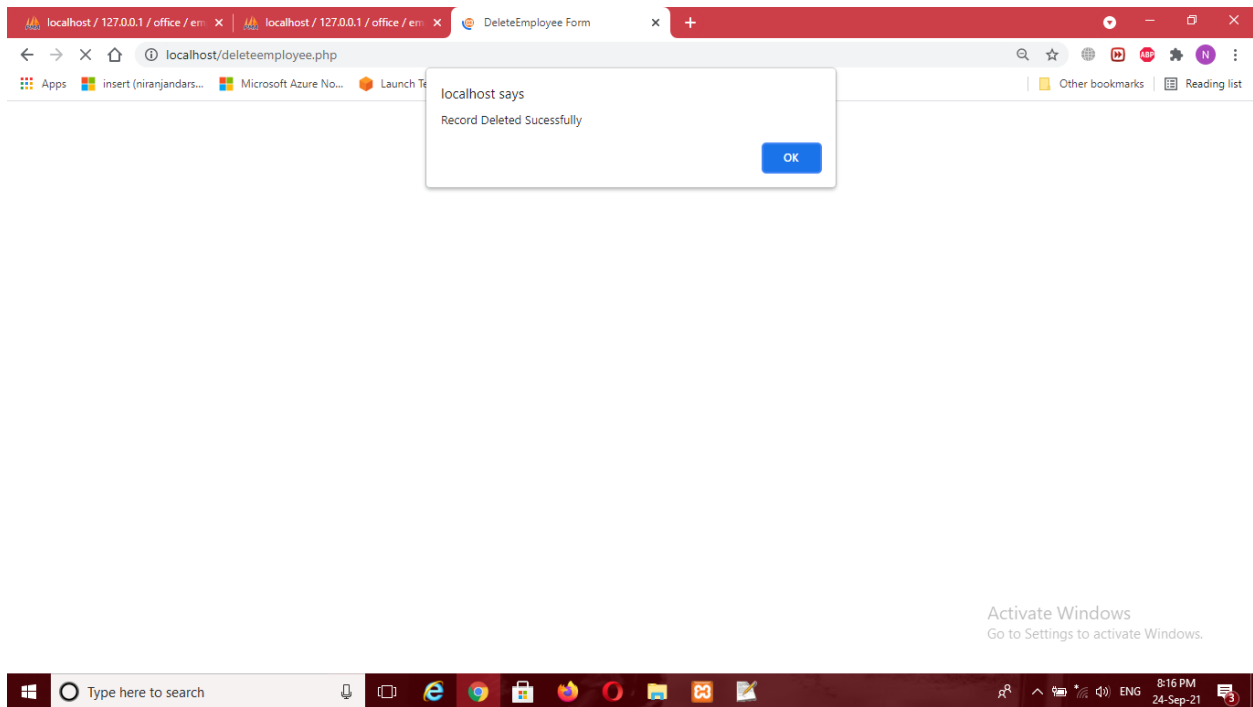 localhost / 127.0.0.1 / office / em
localhost / 127.0.0.1 / office / em
DeleteEmployee Form
localhost/deleteemployee.php
ABP
N
Apps
insert (niranjandars...
Microsoft Azure No...
Launch Te
Other bookmarks
Reading list
localhost says
Record Deleted Sucessfully
OK
Activate Windows
Go to Settings to activate Windows.
Type here to search
ENG
8:16 PM
24-Sep-21
3